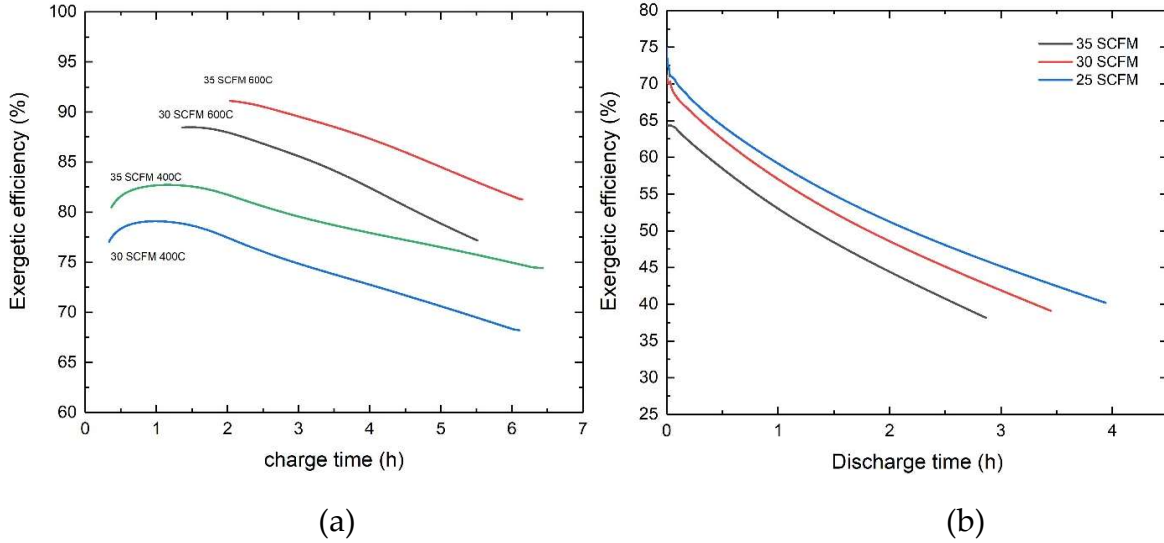 100
95
90
85
80
75
70
65
60
Exergetic efficiency (%)
35 SCFM 600C
30 SCFM 600C
35 SCFM 400C
30 SCFM 400C
0 1 2 3 4 5 6 7
charge time (h)
(a)
80
75
70
65
60
55
50
45
40
35
30
25
Exergetic efficiency (%)
35 SCFM
30 SCFM
25 SCFM
0 1 2 3 4
Discharge time (h)
(b)